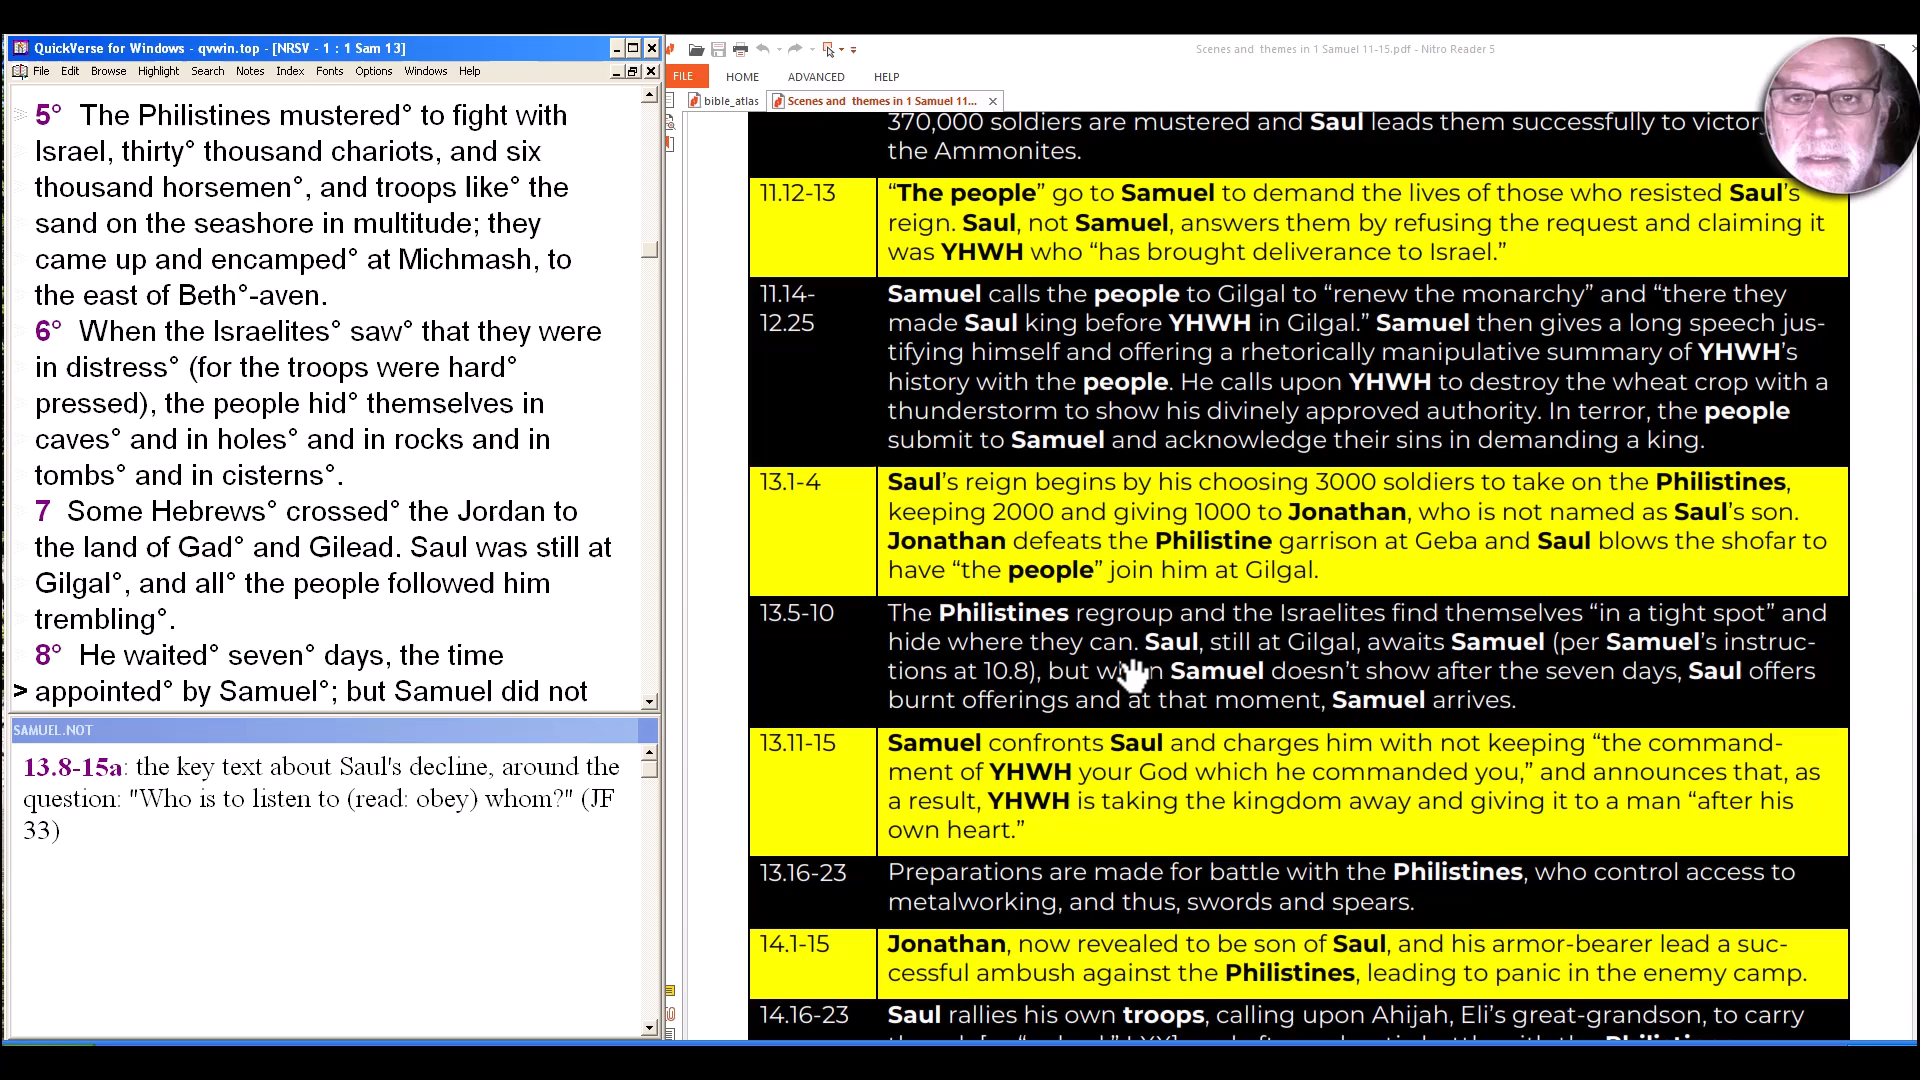 QuickVerse for Windows - qvwin.top - [NRSV - 1 : 1 Sam 13]
File Edit Browse Highlight Search Notes Index Fonts Options Windows Help
5° The Philistines mustered° to fight with
Israel, thirty° thousand chariots, and six
thousand horsemen°, and troops like° the
sand on the seashore in multitude; they
came up and encamped° at Michmash, to
the east of Beth°-aven.
6° When the Israelites° saw° that they were
in distress° (for the troops were hard°
pressed), the people hid° themselves in
caves° and in holes° and in rocks and in
tombs° and in cisterns°.
7 Some Hebrews° crossed° the Jordan to
the land of Gad° and Gilead. Saul was still at
Gilgal°, and all° the people followed him
trembling°.
8° He waited° seven° days, the time
> appointed° by Samuel°; but Samuel did not
SAMUEL.NOT
13.8-15a: the key text about Saul's decline, around the
question: "Who is to listen to (read: obey) whom?" (JF
33)
Scenes and themes in 1 Samuel 11-15.pdf - Nitro Reader 5
FILE HOME ADVANCED HELP
bible_atlas Scenes and themes in 1 Samuel 11...
370,000 soldiers are mustered and Saul leads them successfully to victory
the Ammonites.
11.12-13 “The people” go to Samuel to demand the lives of those who resisted Saul’s
reign. Saul, not Samuel, answers them by refusing the request and claiming it
was YHWH who “has brought deliverance to Israel.”
11.14- Samuel calls the people to Gilgal to “renew the monarchy” and “there they
12.25 made Saul king before YHWH in Gilgal.” Samuel then gives a long speech jus-
tifying himself and offering a rhetorically manipulative summary of YHWH’s
history with the people. He calls upon YHWH to destroy the wheat crop with a
thunderstorm to show his divinely approved authority. In terror, the people
submit to Samuel and acknowledge their sins in demanding a king.
13.1-4 Saul’s reign begins by his choosing 3000 soldiers to take on the Philistines,
keeping 2000 and giving 1000 to Jonathan, who is not named as Saul’s son.
Jonathan defeats the Philistine garrison at Geba and Saul blows the shofar to
have “the people” join him at Gilgal.
13.5-10 The Philistines regroup and the Israelites find themselves “in a tight spot” and
hide where they can. Saul, still at Gilgal, awaits Samuel (per Samuel’s instruc-
tions at 10.8), but when Samuel doesn’t show after the seven days, Saul offers
burnt offerings and at that moment, Samuel arrives.
13.11-15 Samuel confronts Saul and charges him with not keeping “the command-
ment of YHWH your God which he commanded you,” and announces that, as
a result, YHWH is taking the kingdom away and giving it to a man “after his
own heart.”
13.16-23 Preparations are made for battle with the Philistines, who control access to
metalworking, and thus, swords and spears.
14.1-15 Jonathan, now revealed to be son of Saul, and his armor-bearer lead a suc-
cessful ambush against the Philistines, leading to panic in the enemy camp.
14.16-23 Saul rallies his own troops, calling upon Ahijah, Eli’s great-grandson, to carry